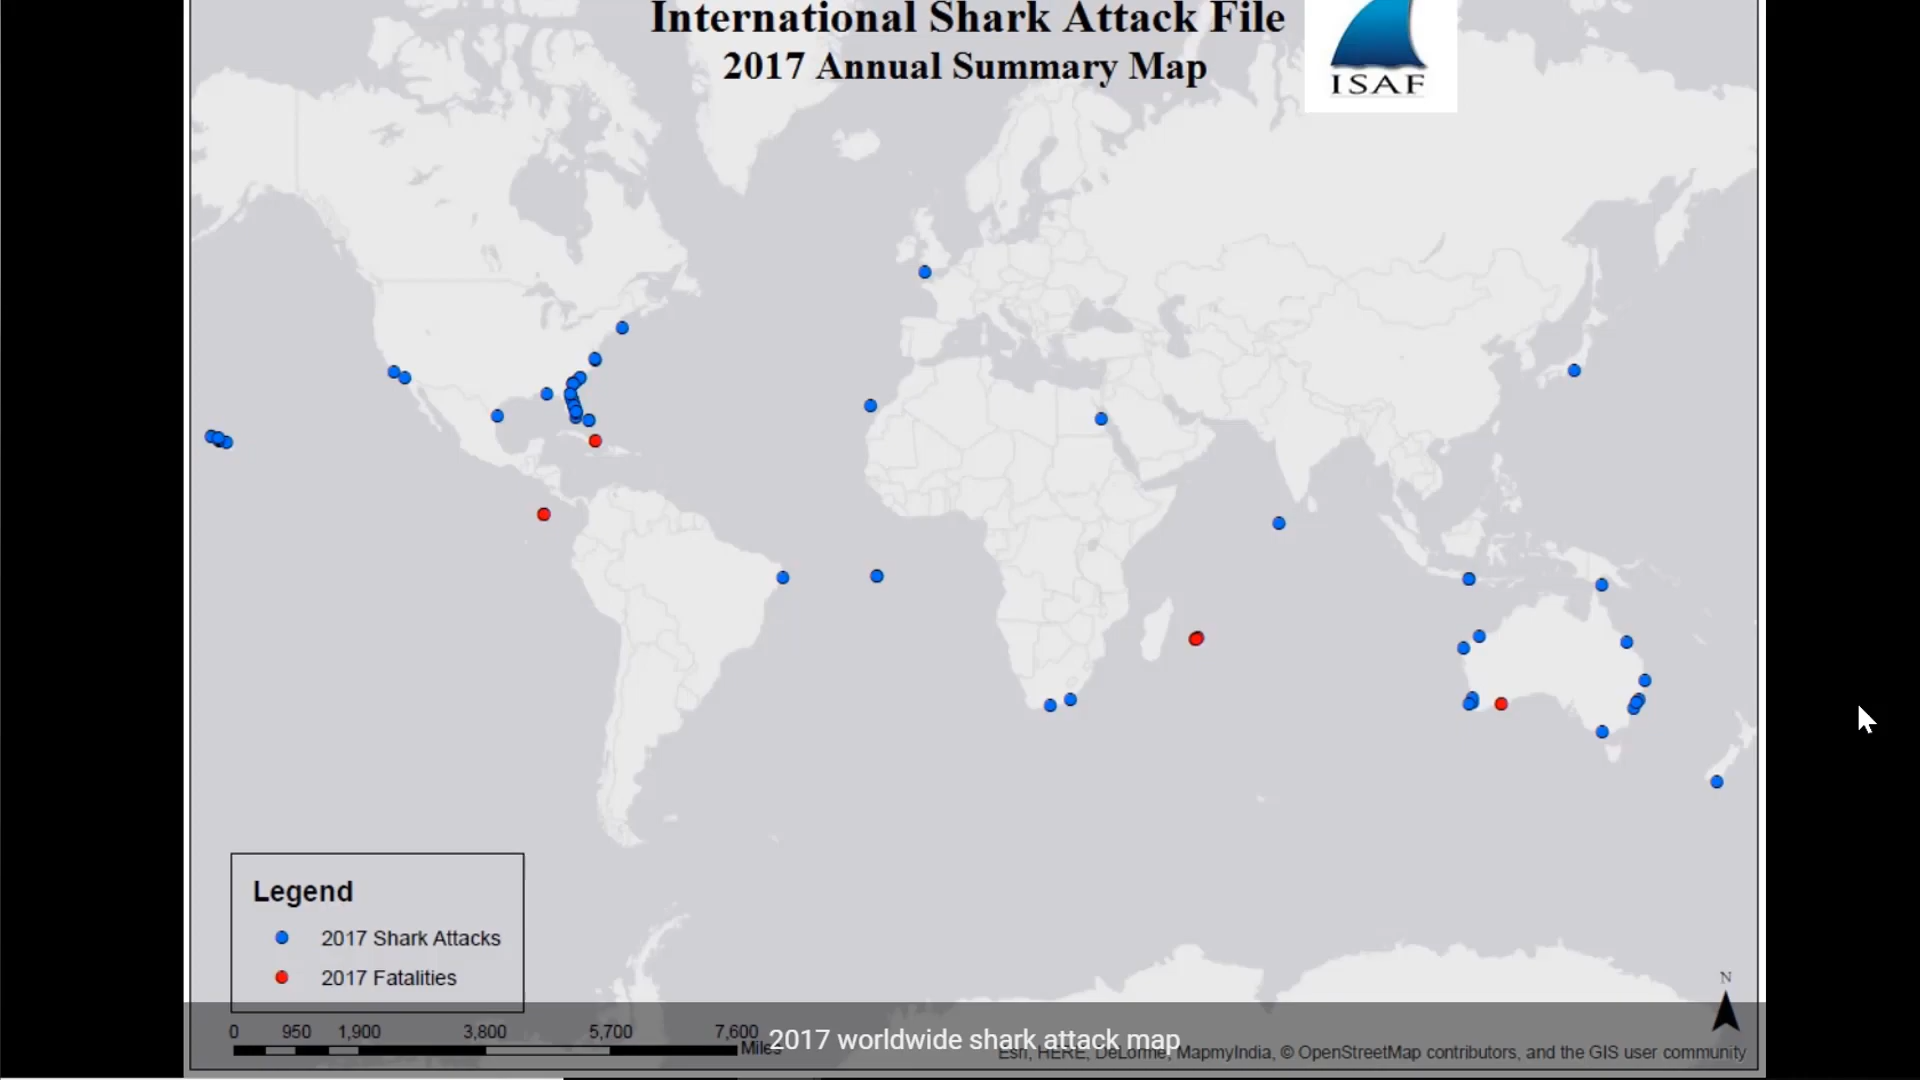 International Shark Attack File
2017 Annual Summary Map
ISAF
Legend
2017 Shark Attacks
2017 Fatalities
N
0 950 1,900 3,800 5,700 7,600
Miles
2017 worldwide shark attack map
Esri, HERE, DeLorme, MapmyIndia, © OpenStreetMap contributors, and the GIS user community